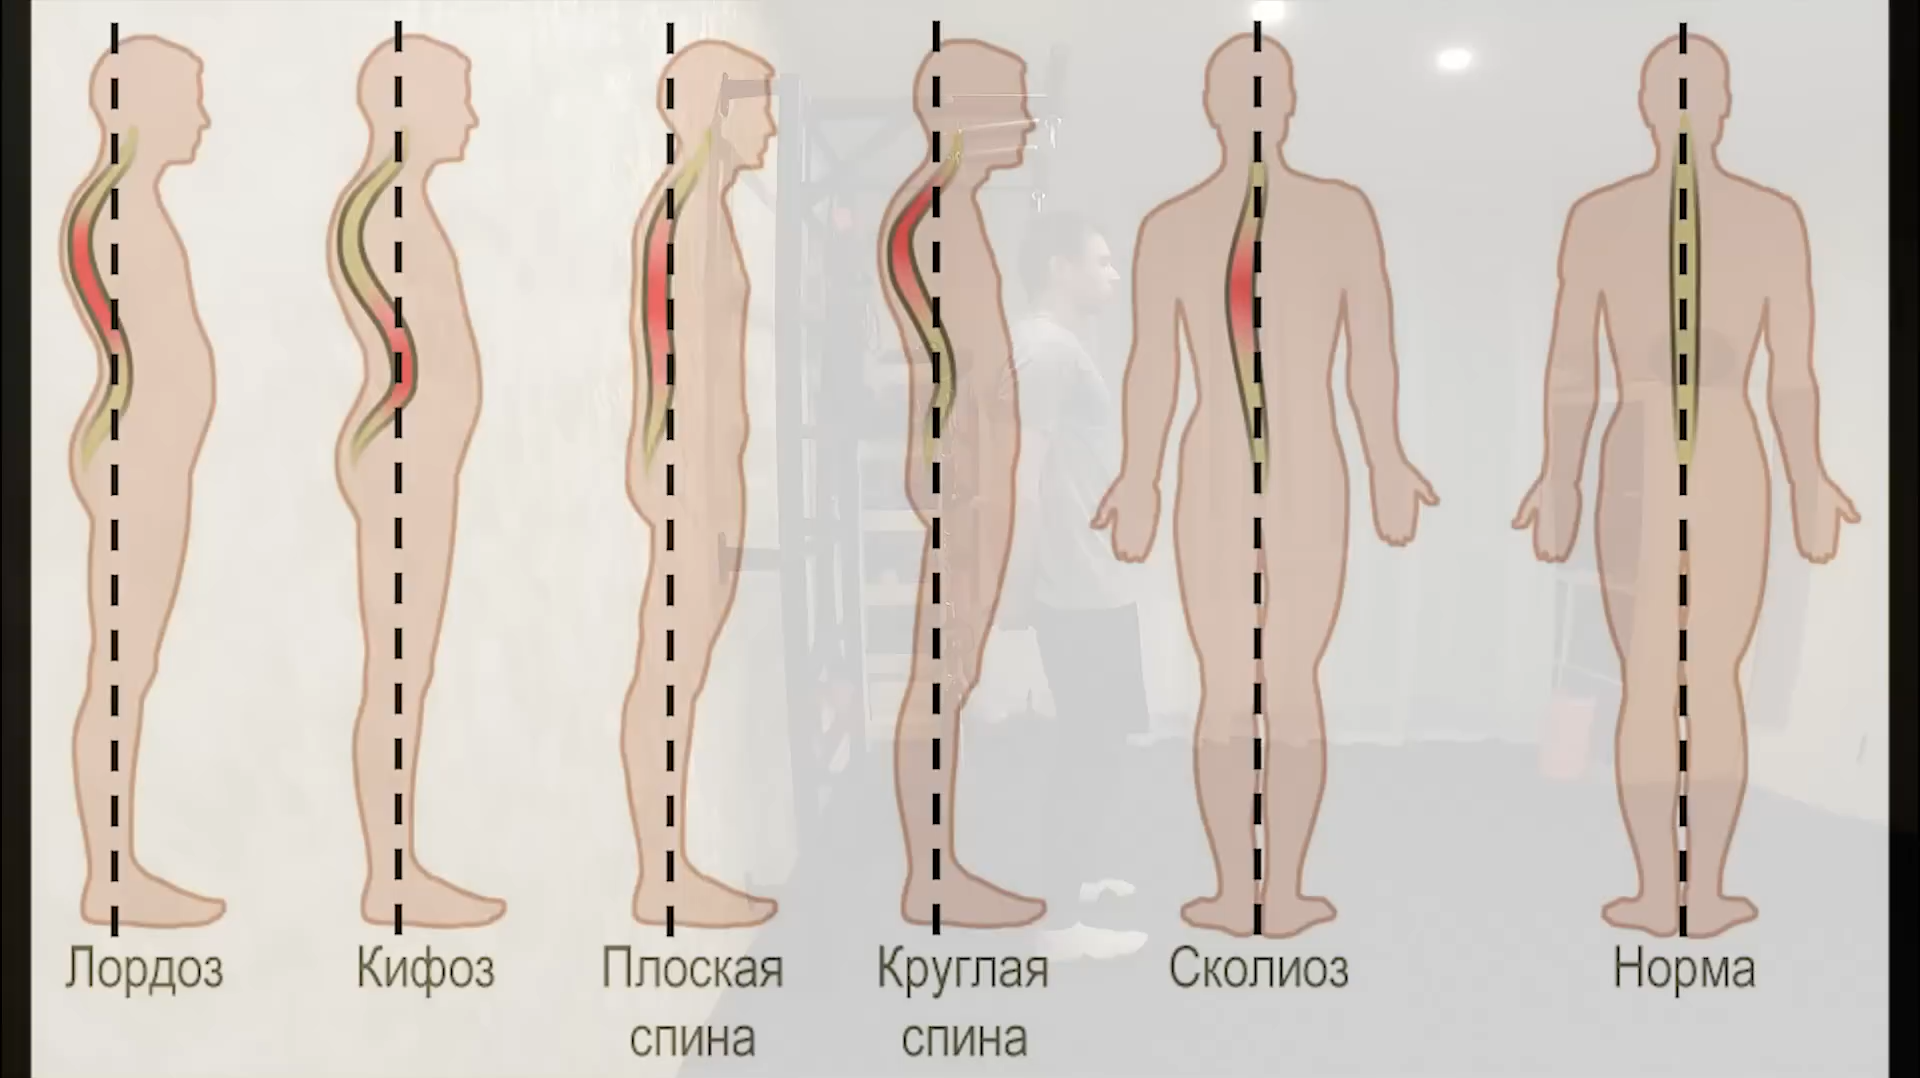 Лордоз
Кифоз
Плоская
спина
Круглая
спина
Сколиоз
Норма